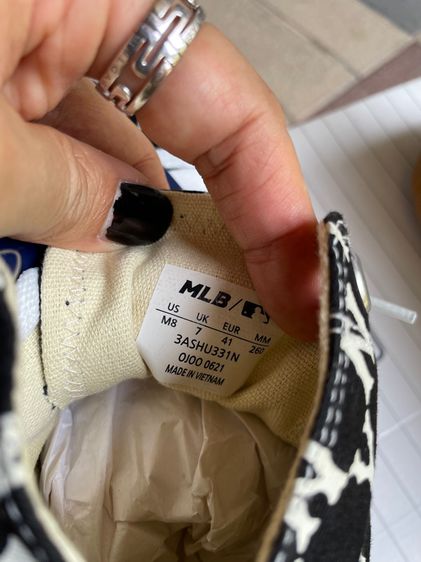 MLB/
US UK EUR MM
M8 7 41 260
3ASHU331N
0J00 0621
MADE IN VIETNAM